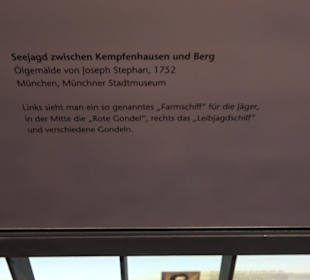 Seejagd zwischen Kempfenhausen und Berg
Ölgemälde von Joseph Stephan, 1752
München, Münchner Stadtmuseum
Links sieht man ein so genanntes „Farmschiff" für die Jäger,
in der Mitte die „Rote Gondel", rechts das „Leibjagdschiff"
und verschiedene Gondeln.